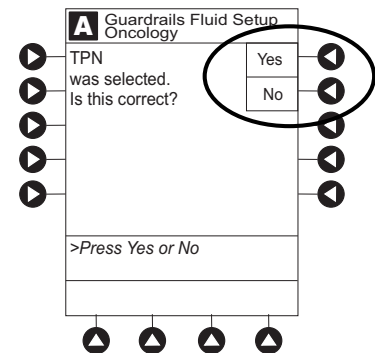 A
Guardrails Fluid Setup
Oncology
TPN
was selected.
Is this correct?
Yes
No
>Press Yes or No